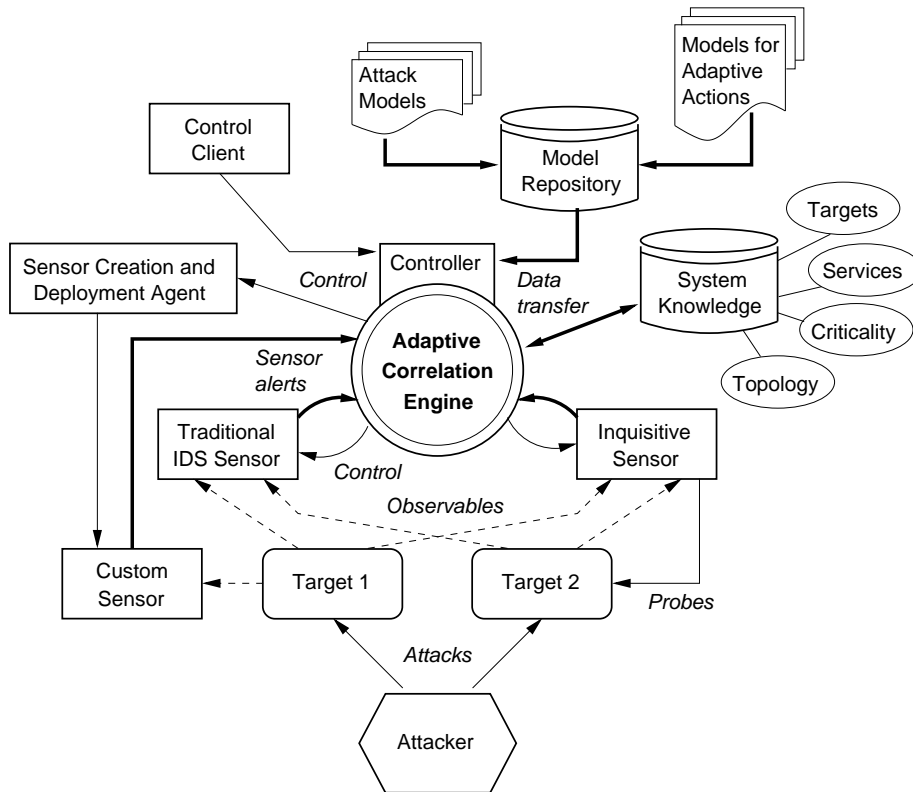 Attack
Models
Models for
Adaptive
Actions
Control
Client
Model
Repository
Targets
Sensor Creation and
Deployment Agent
Control
Controller
Data
transfer
System
Knowledge
Services
Criticality
Topology
Sensor
alerts
Adaptive
Correlation
Engine
Traditional
IDS Sensor
Control
Inquisitive
Sensor
Observables
Custom
Sensor
Target 1
Target 2
Probes
Attacks
Attacker